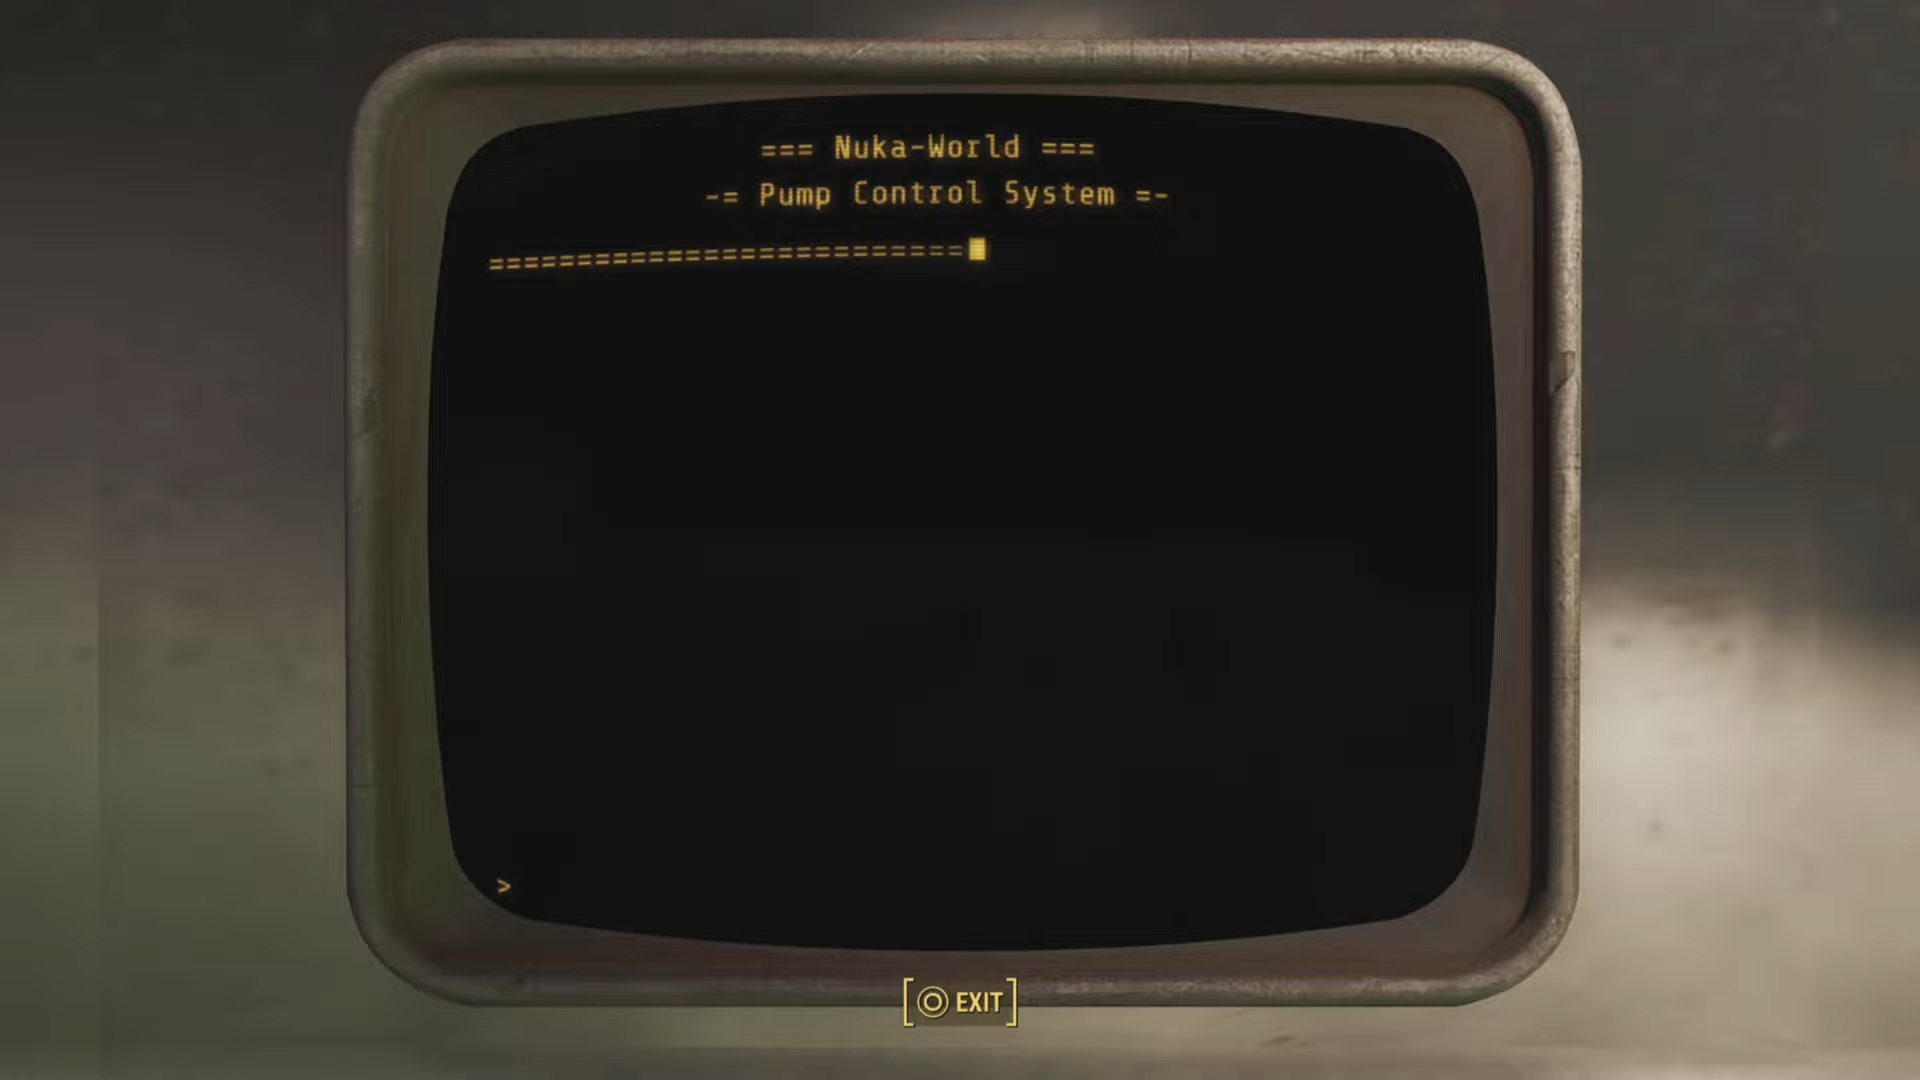 === Nuka-World ===
-= Pump Control System =-
===========================
>
[O EXIT]